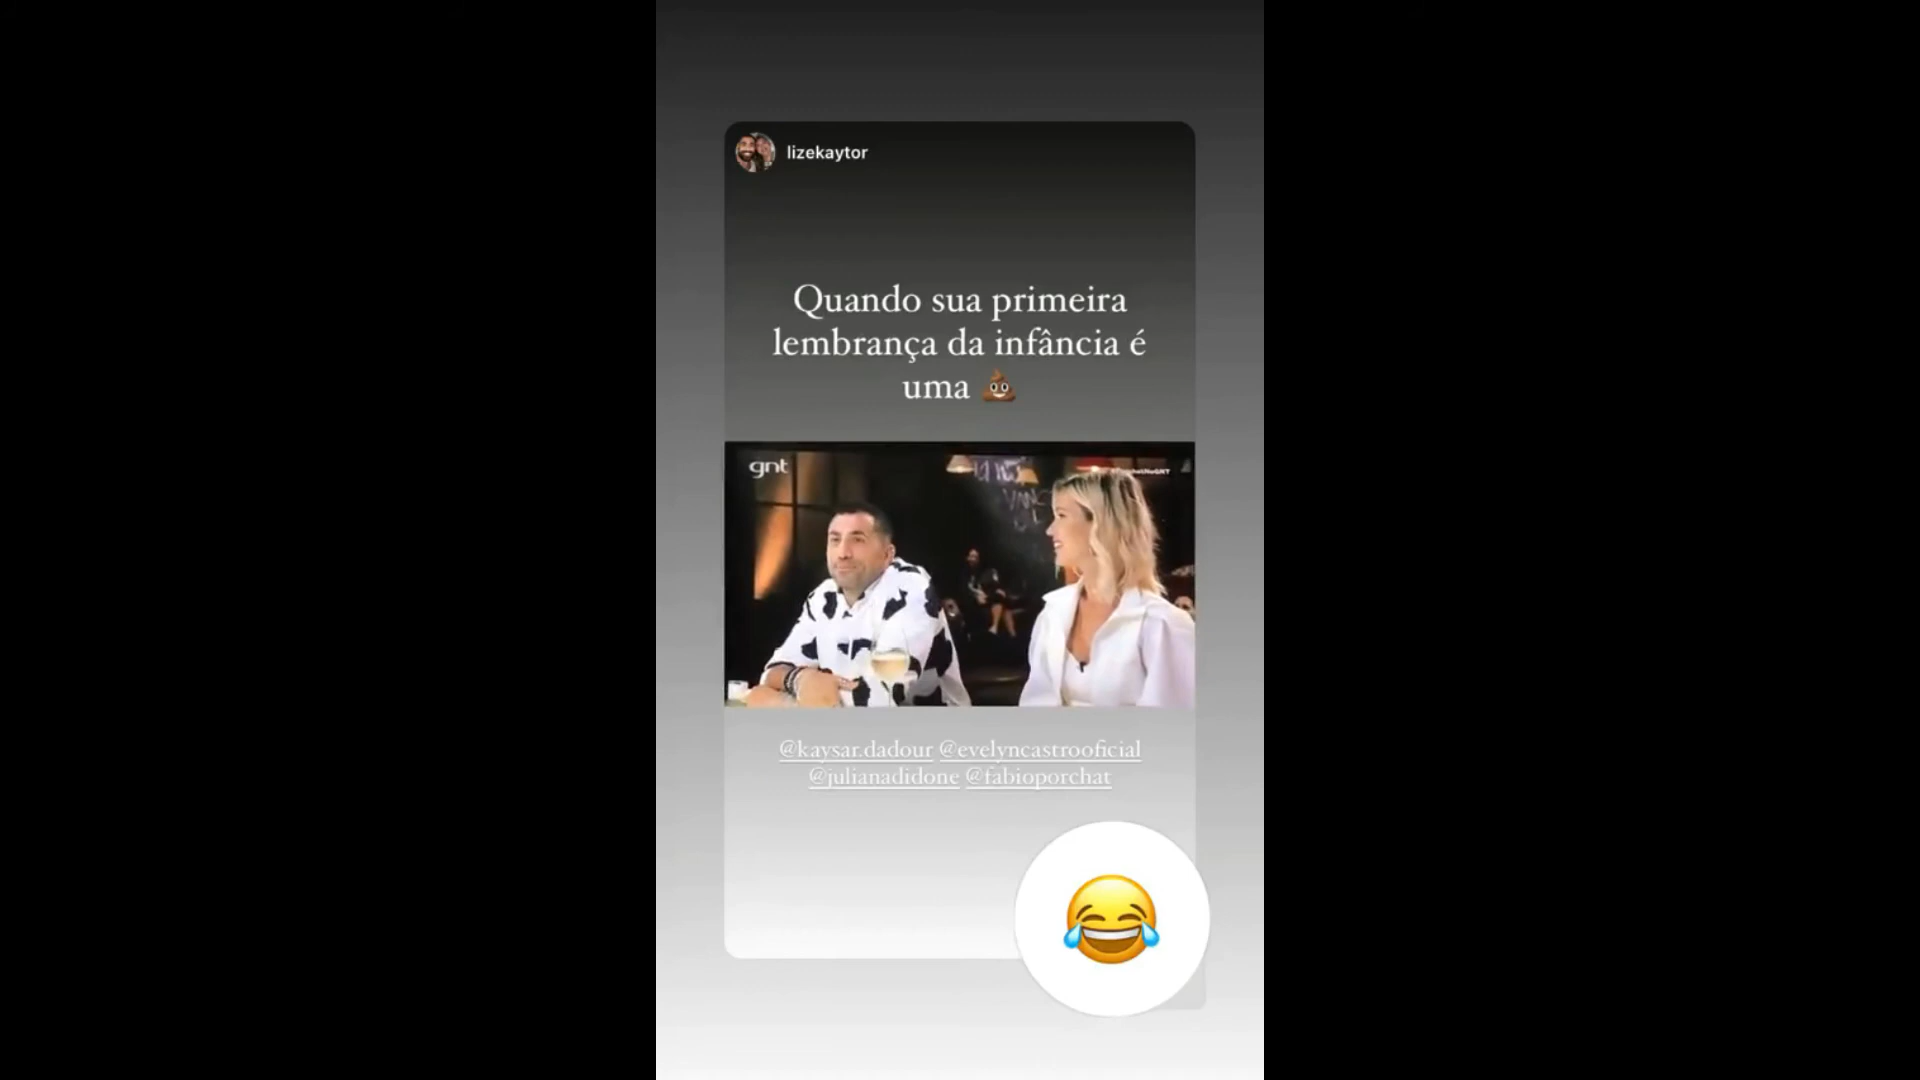 lizekaytor
Quando sua primeira
lembrança da infância é
uma
gnt
@kaysar.dadour @evelyncastrooficial
@julianadidone @fabioporchat